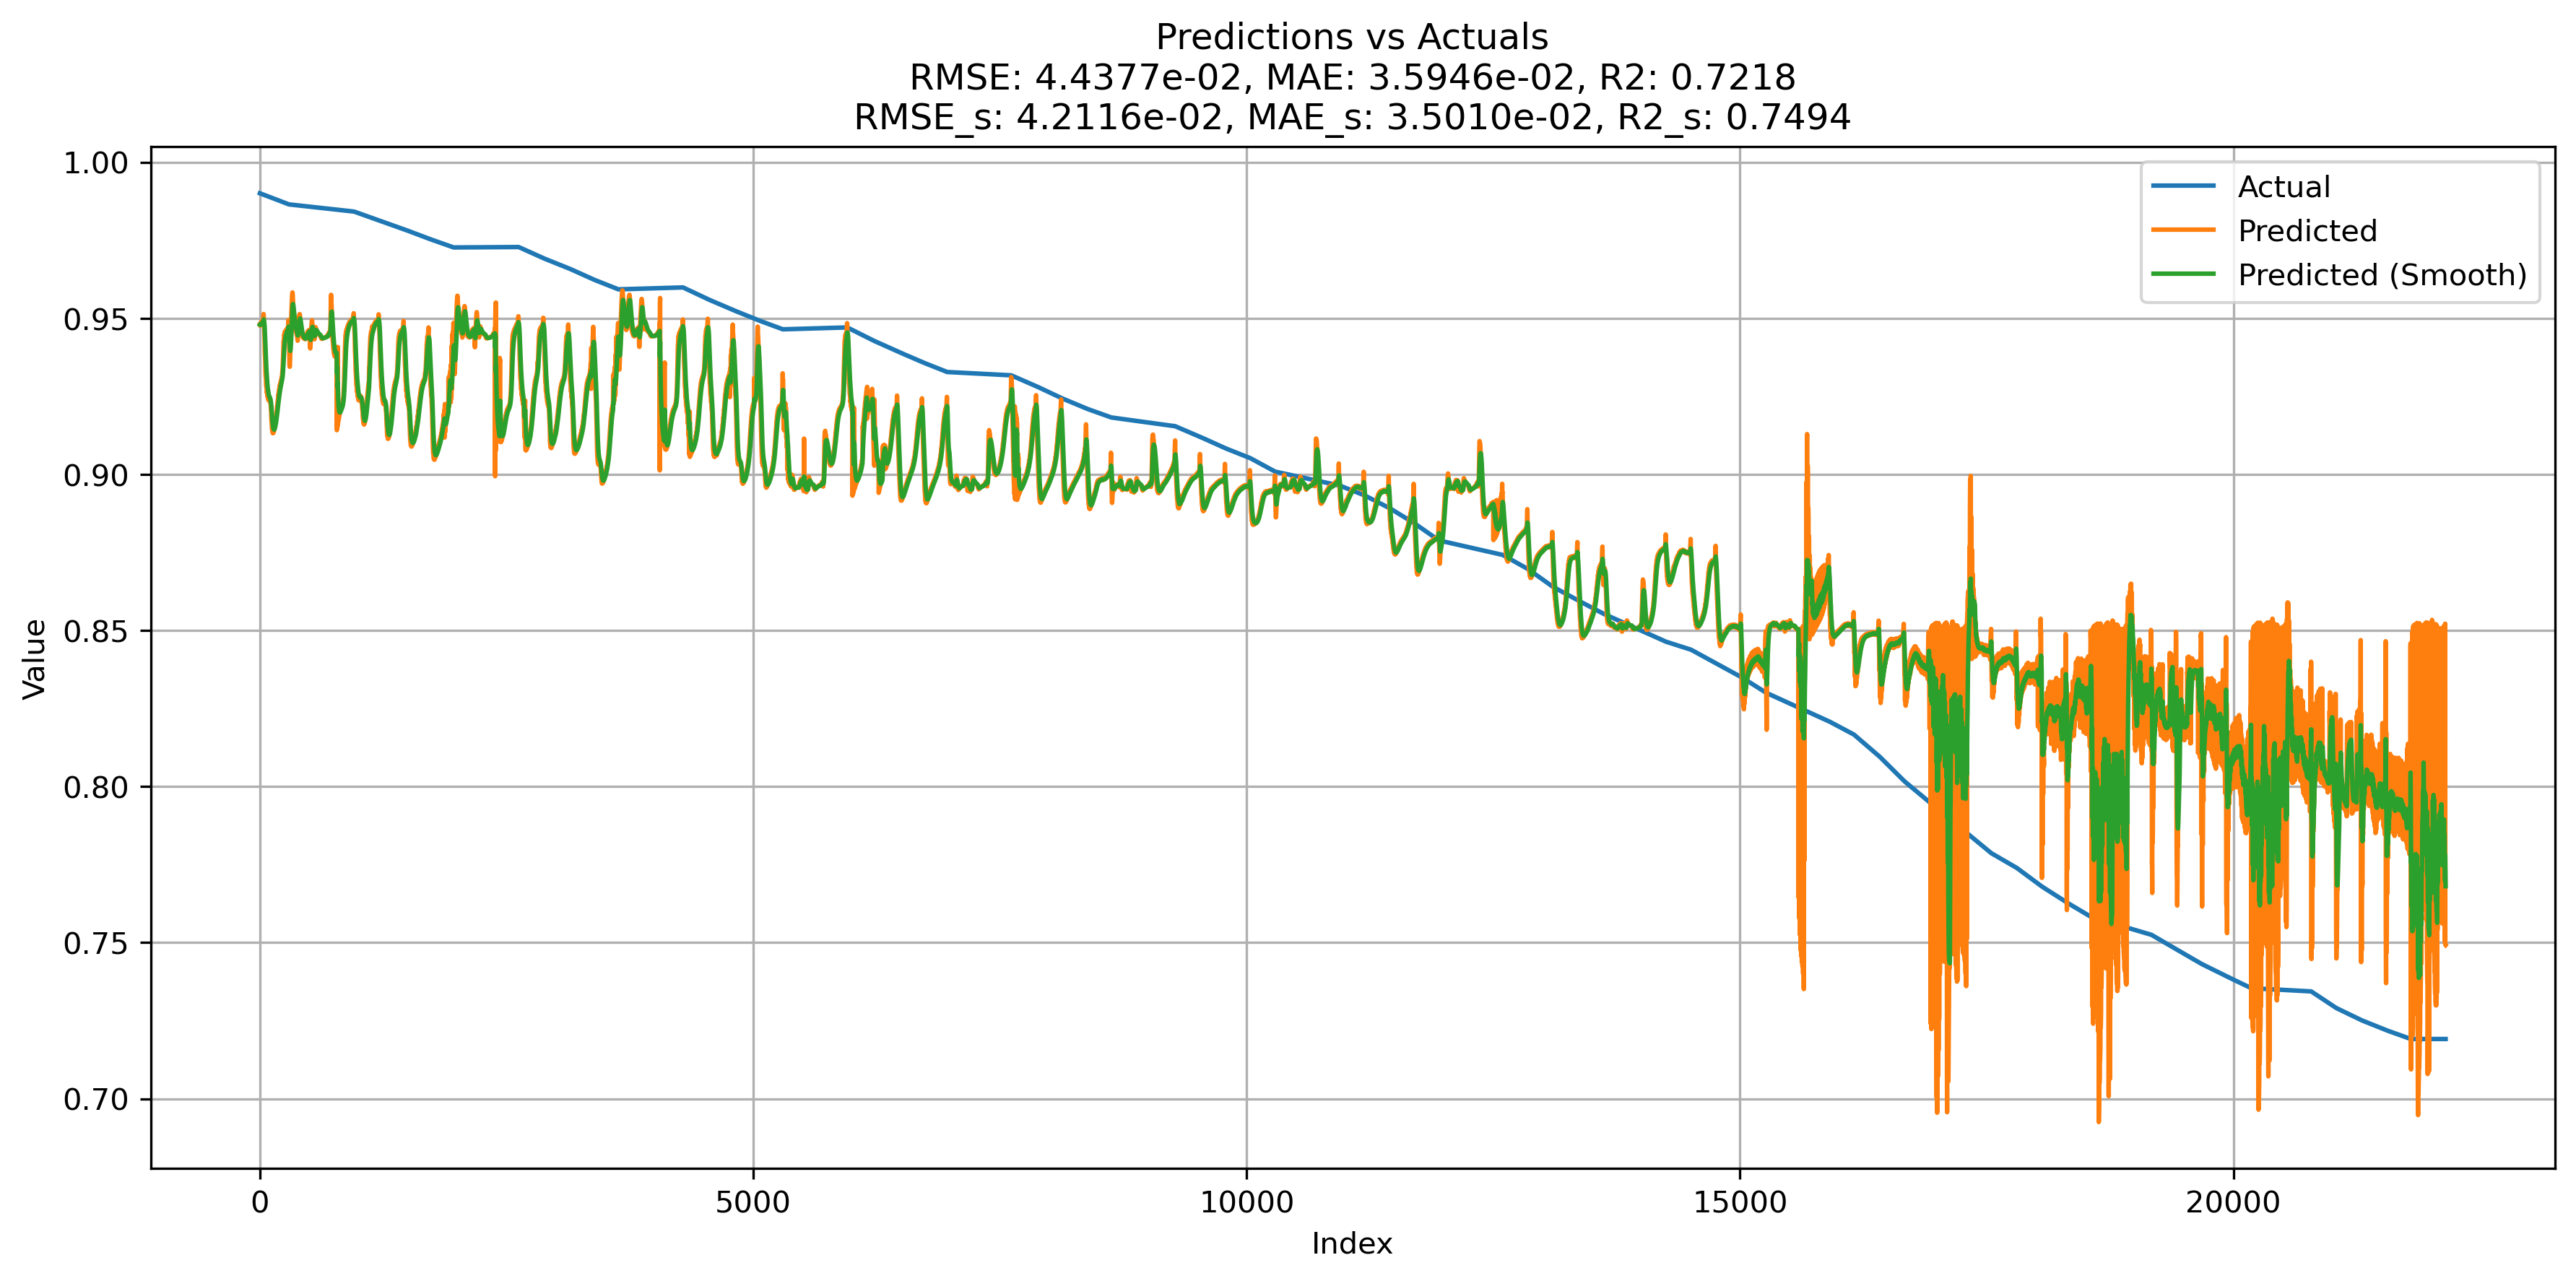 Predictions vs Actuals
RMSE: 4.4377e-02, MAE: 3.5946e-02, R2: 0.7218
RMSE_s: 4.2116e-02, MAE_s: 3.5010e-02, R2_s: 0.7494
Actual
Predicted
Predicted (Smooth)
Value
1.00
0.95
0.90
0.85
0.80
0.75
0.70
0
5000
10000
15000
20000
Index